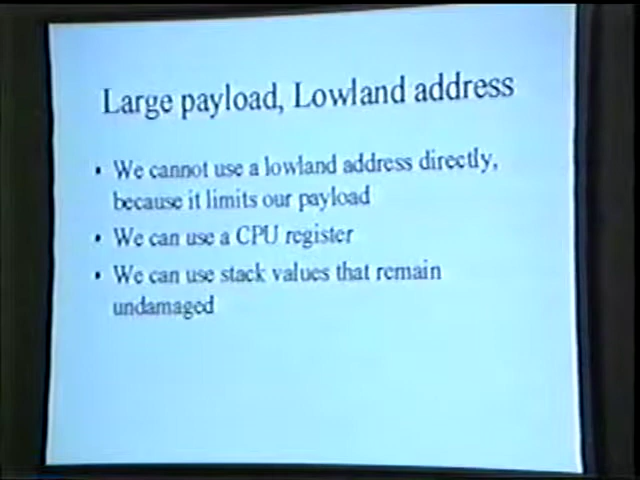 Large payload, Lowland address
• We cannot use a lowland address directly,
because it limits our payload
• We can use a CPU register
• We can use stack values that remain
undamaged